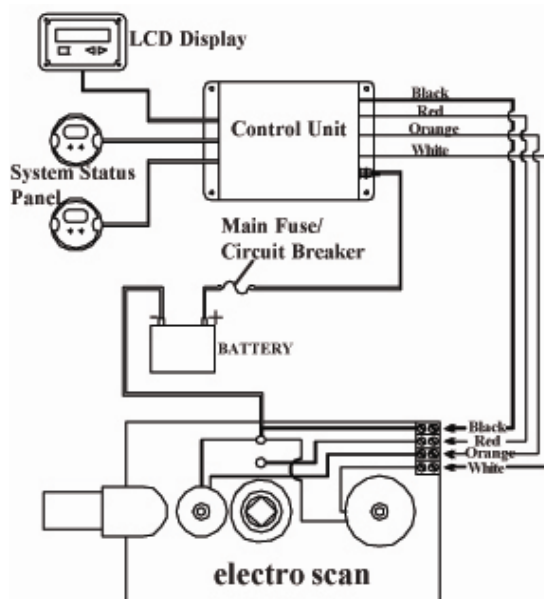 LCD Display
Control Unit
Black
Red
Orange
White
System Status
Panel
Main Fuse/
Circuit Breaker
- +
BATTERY
Black
Red
Orange
White
electro scan